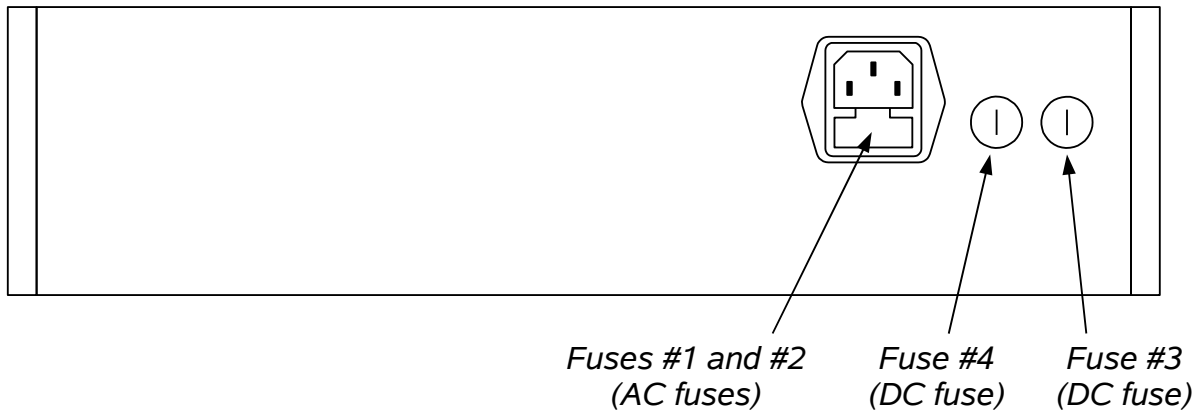 Fuses #1 and #2
(AC fuses)
Fuse #4
(DC fuse)
Fuse #3
(DC fuse)